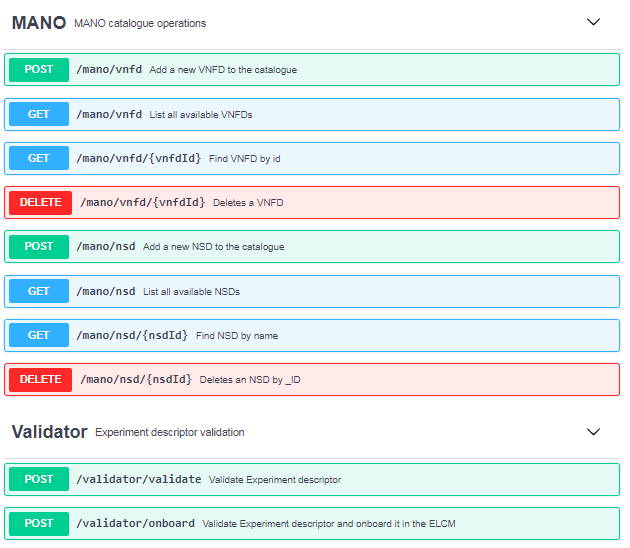 MANO MANO catalogue operations
POST /mano/vnfd Add a new VNFD to the catalogue
GET /mano/vnfd List all available VNFDs
GET /mano/vnfd/{vnfdId} Find VNFD by id
DELETE /mano/vnfd/{vnfdId} Deletes a VNFD
POST /mano/nsd Add a new NSD to the catalogue
GET /mano/nsd List all available NSDs
GET /mano/nsd/{nsdId} Find NSD by name
DELETE /mano/nsd/{nsdId} Deletes an NSD by _ID
Validator Experiment descriptor validation
POST /validator/validate Validate Experiment descriptor
POST /validator/onboard Validate Experiment descriptor and onboard it in the ELCM